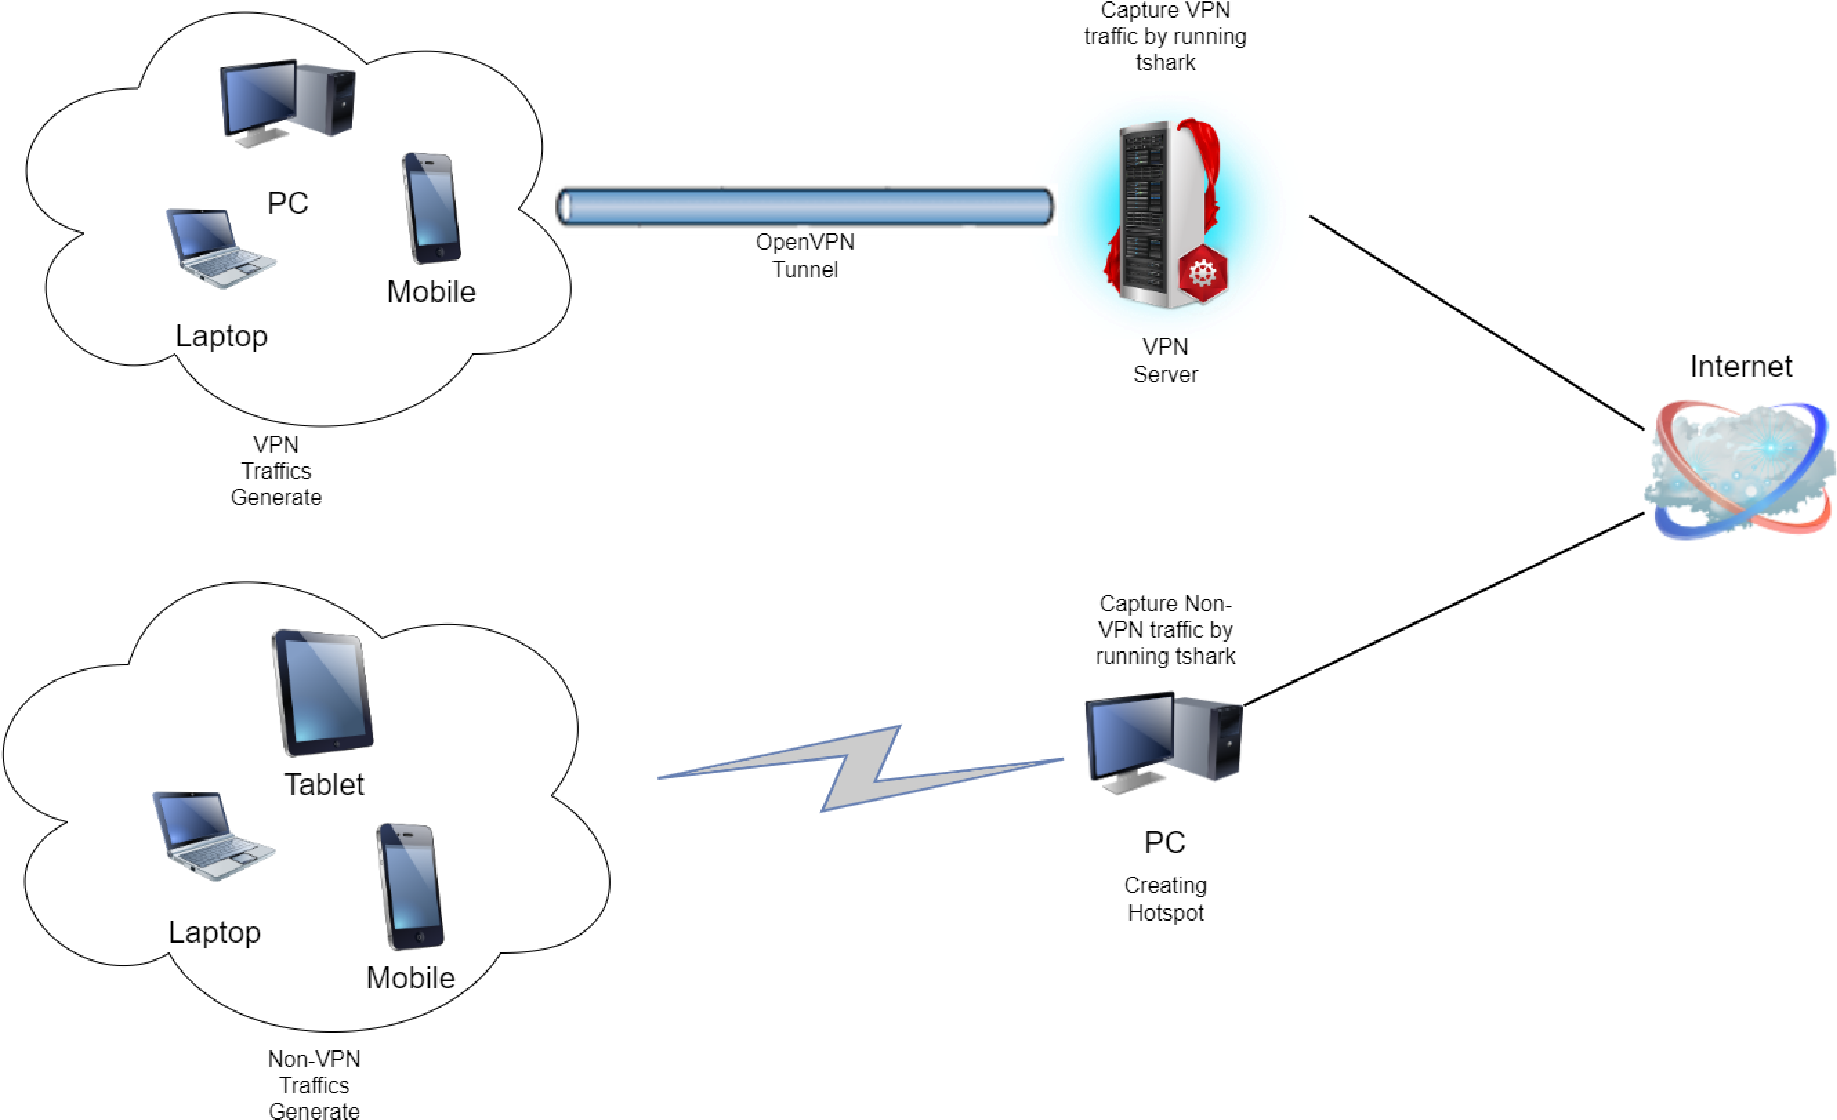 Capture VPN
traffic by running
tshark
PC
Mobile
Laptop
VPN
Traffics
Generate
OpenVPN
Tunnel
VPN
Server
Internet
Tablet
Laptop
Mobile
Non-VPN
Traffics
Generate
Capture Non-
VPN traffic by
running tshark
PC
Creating
Hotspot